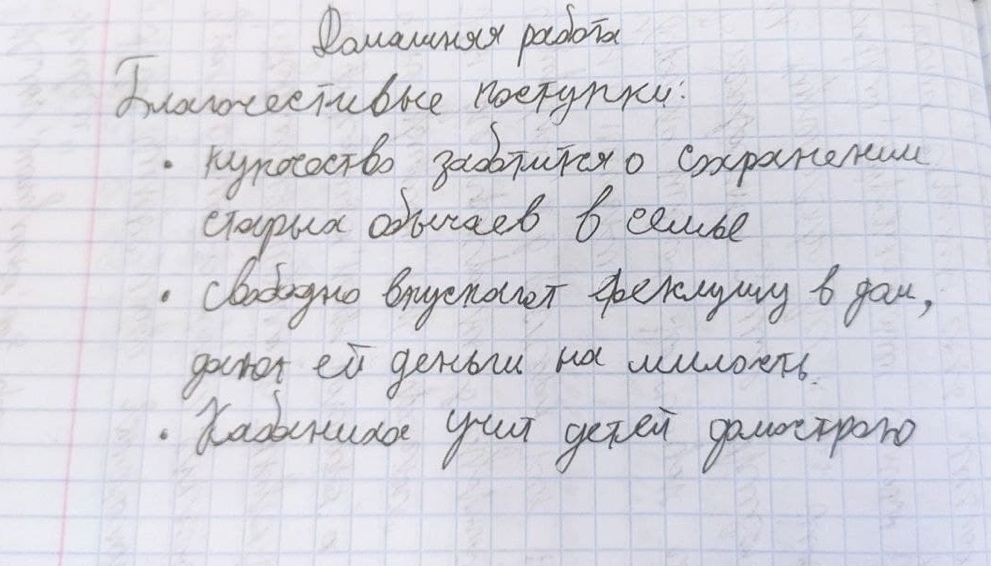 Домашняя работа
Благочестивые поступки:
• купечество заботится о сохранении
старых обычаев в семье
• свободно впускают феклушу в дом,
дают ей деньги на милость.
• Кабаниха учит детей домострою